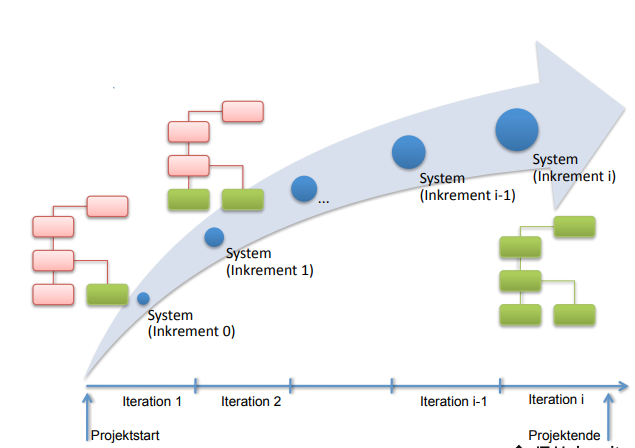 System
(Inkrement i)
System
(Inkrement i-1)
...
System
(Inkrement 1)
System
(Inkrement 0)
Iteration 1
Iteration 2
Iteration i-1
Iteration i
Projektstart
Projektende